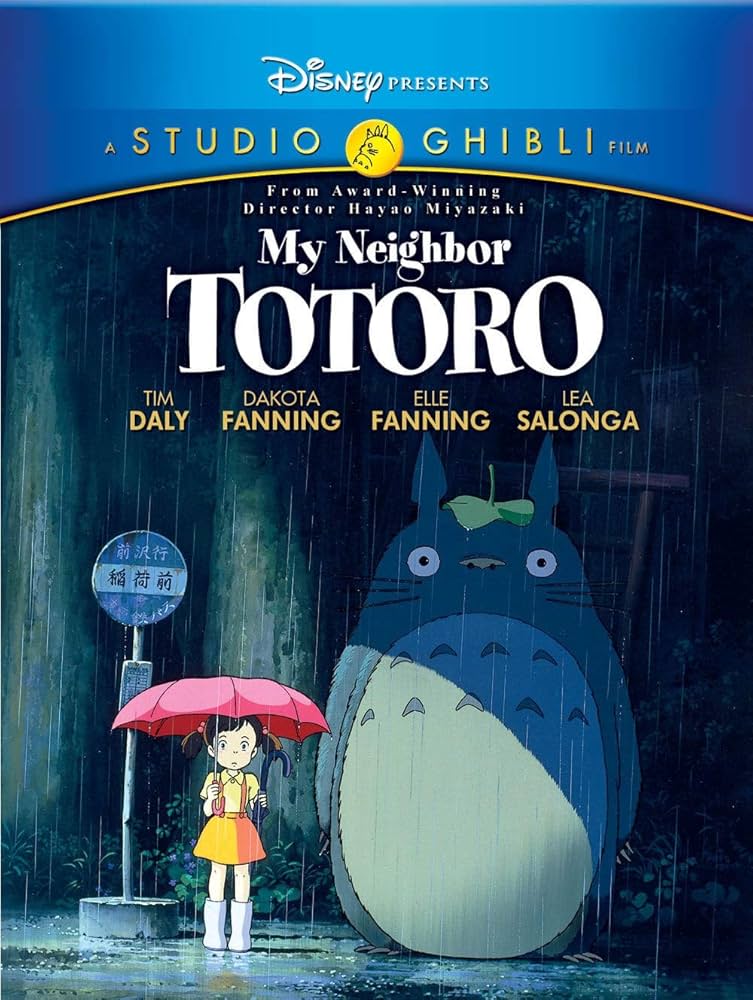 Disney PRESENTS
A STUDIO GHIBLI FILM
From Award-Winning
Director Hayao Miyazaki
My Neighbor
TOTORO
TIM DALY DAKOTA FANNING ELLE FANNING LEA SALONGA
前沢行
稲荷前